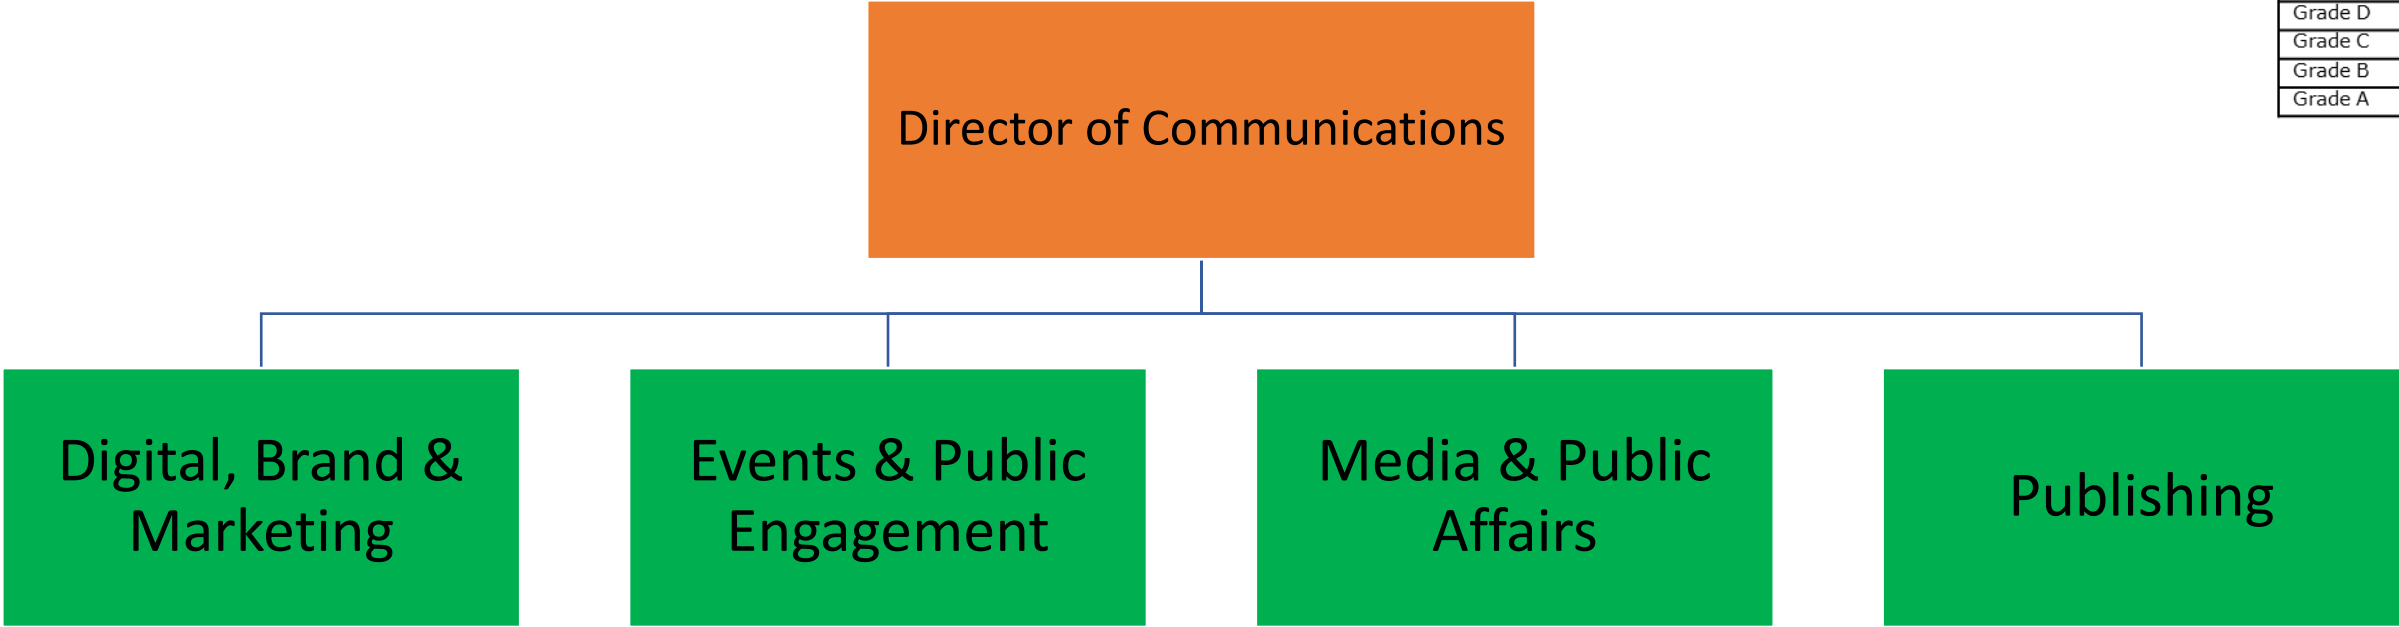 Grade D
Grade C
Grade B
Grade A
Director of Communications
Digital, Brand &
Marketing
Events & Public
Engagement
Media & Public
Affairs
Publishing